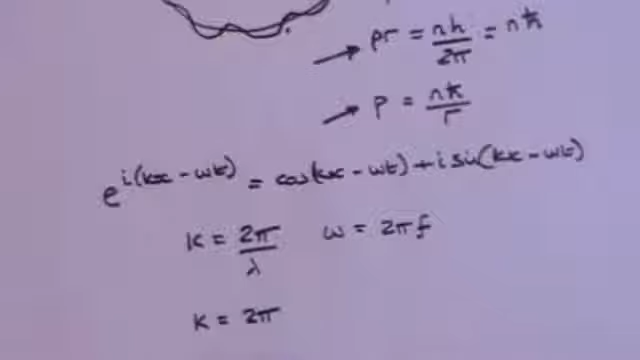 → pr = nh/2π = nħ
→ p = nħ/r
e^i(kx - ωt) = cos(kx - ωt) + i sin(kx - ωt)
k = 2π/λ   ω = 2πf
k = 2π